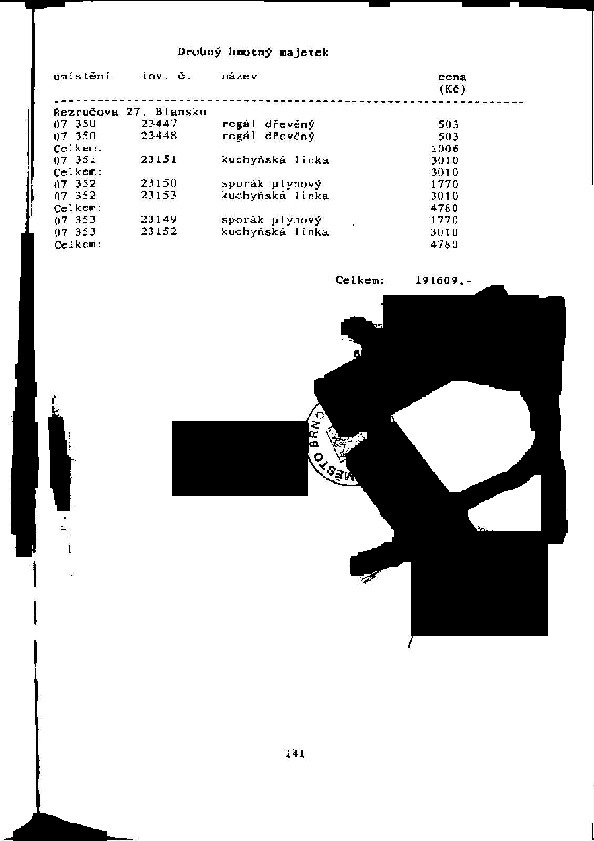 Drobný hmotný majetek
umístění inv. č. název cena
(Kč)
Bezručova 27, Blansko
07 350 23447 regál dřevěný 503
07 350 23448 regál dřevěný 503
Celkem: 1006
07 351 23151 kuchyňská linka 3010
Celkem: 3010
07 352 23150 sporák plynový 1770
07 352 23153 kuchyňská linka 3010
Celkem: 4780
07 353 23149 sporák plynový 1770
07 353 23152 kuchyňská linka 3010
Celkem: 4780
Celkem: 191609.-
MĚSTO BRNO
141